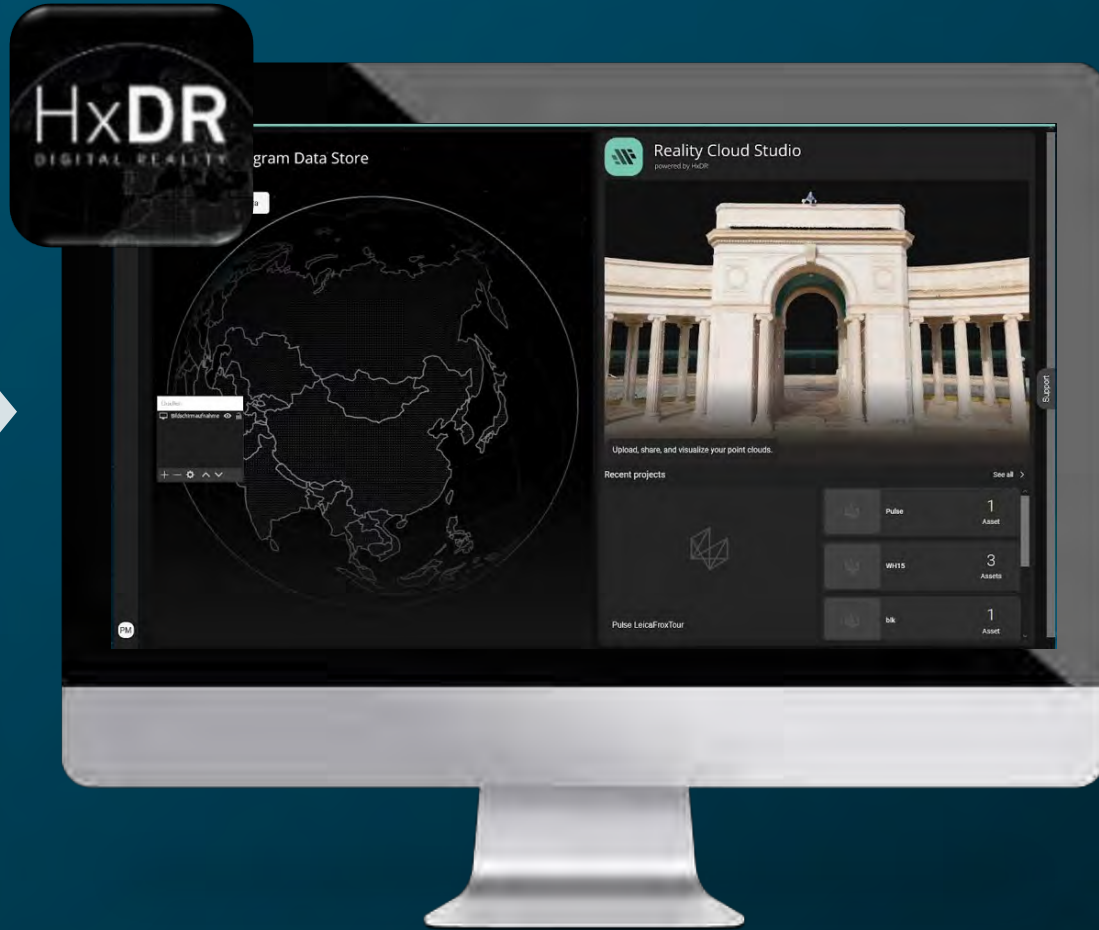 HxDR
DIGITAL REALITY
gram Data Store
Reality Cloud Studio
powered by HxDR
Quellen
Bildschirmaufnahme
Support
Upload, share, and visualize your point clouds.
Recent projects
See all >
Pulse
1
Asset
WH15
3
Assets
blk
1
Asset
Pulse LeicaFroxTour
PM